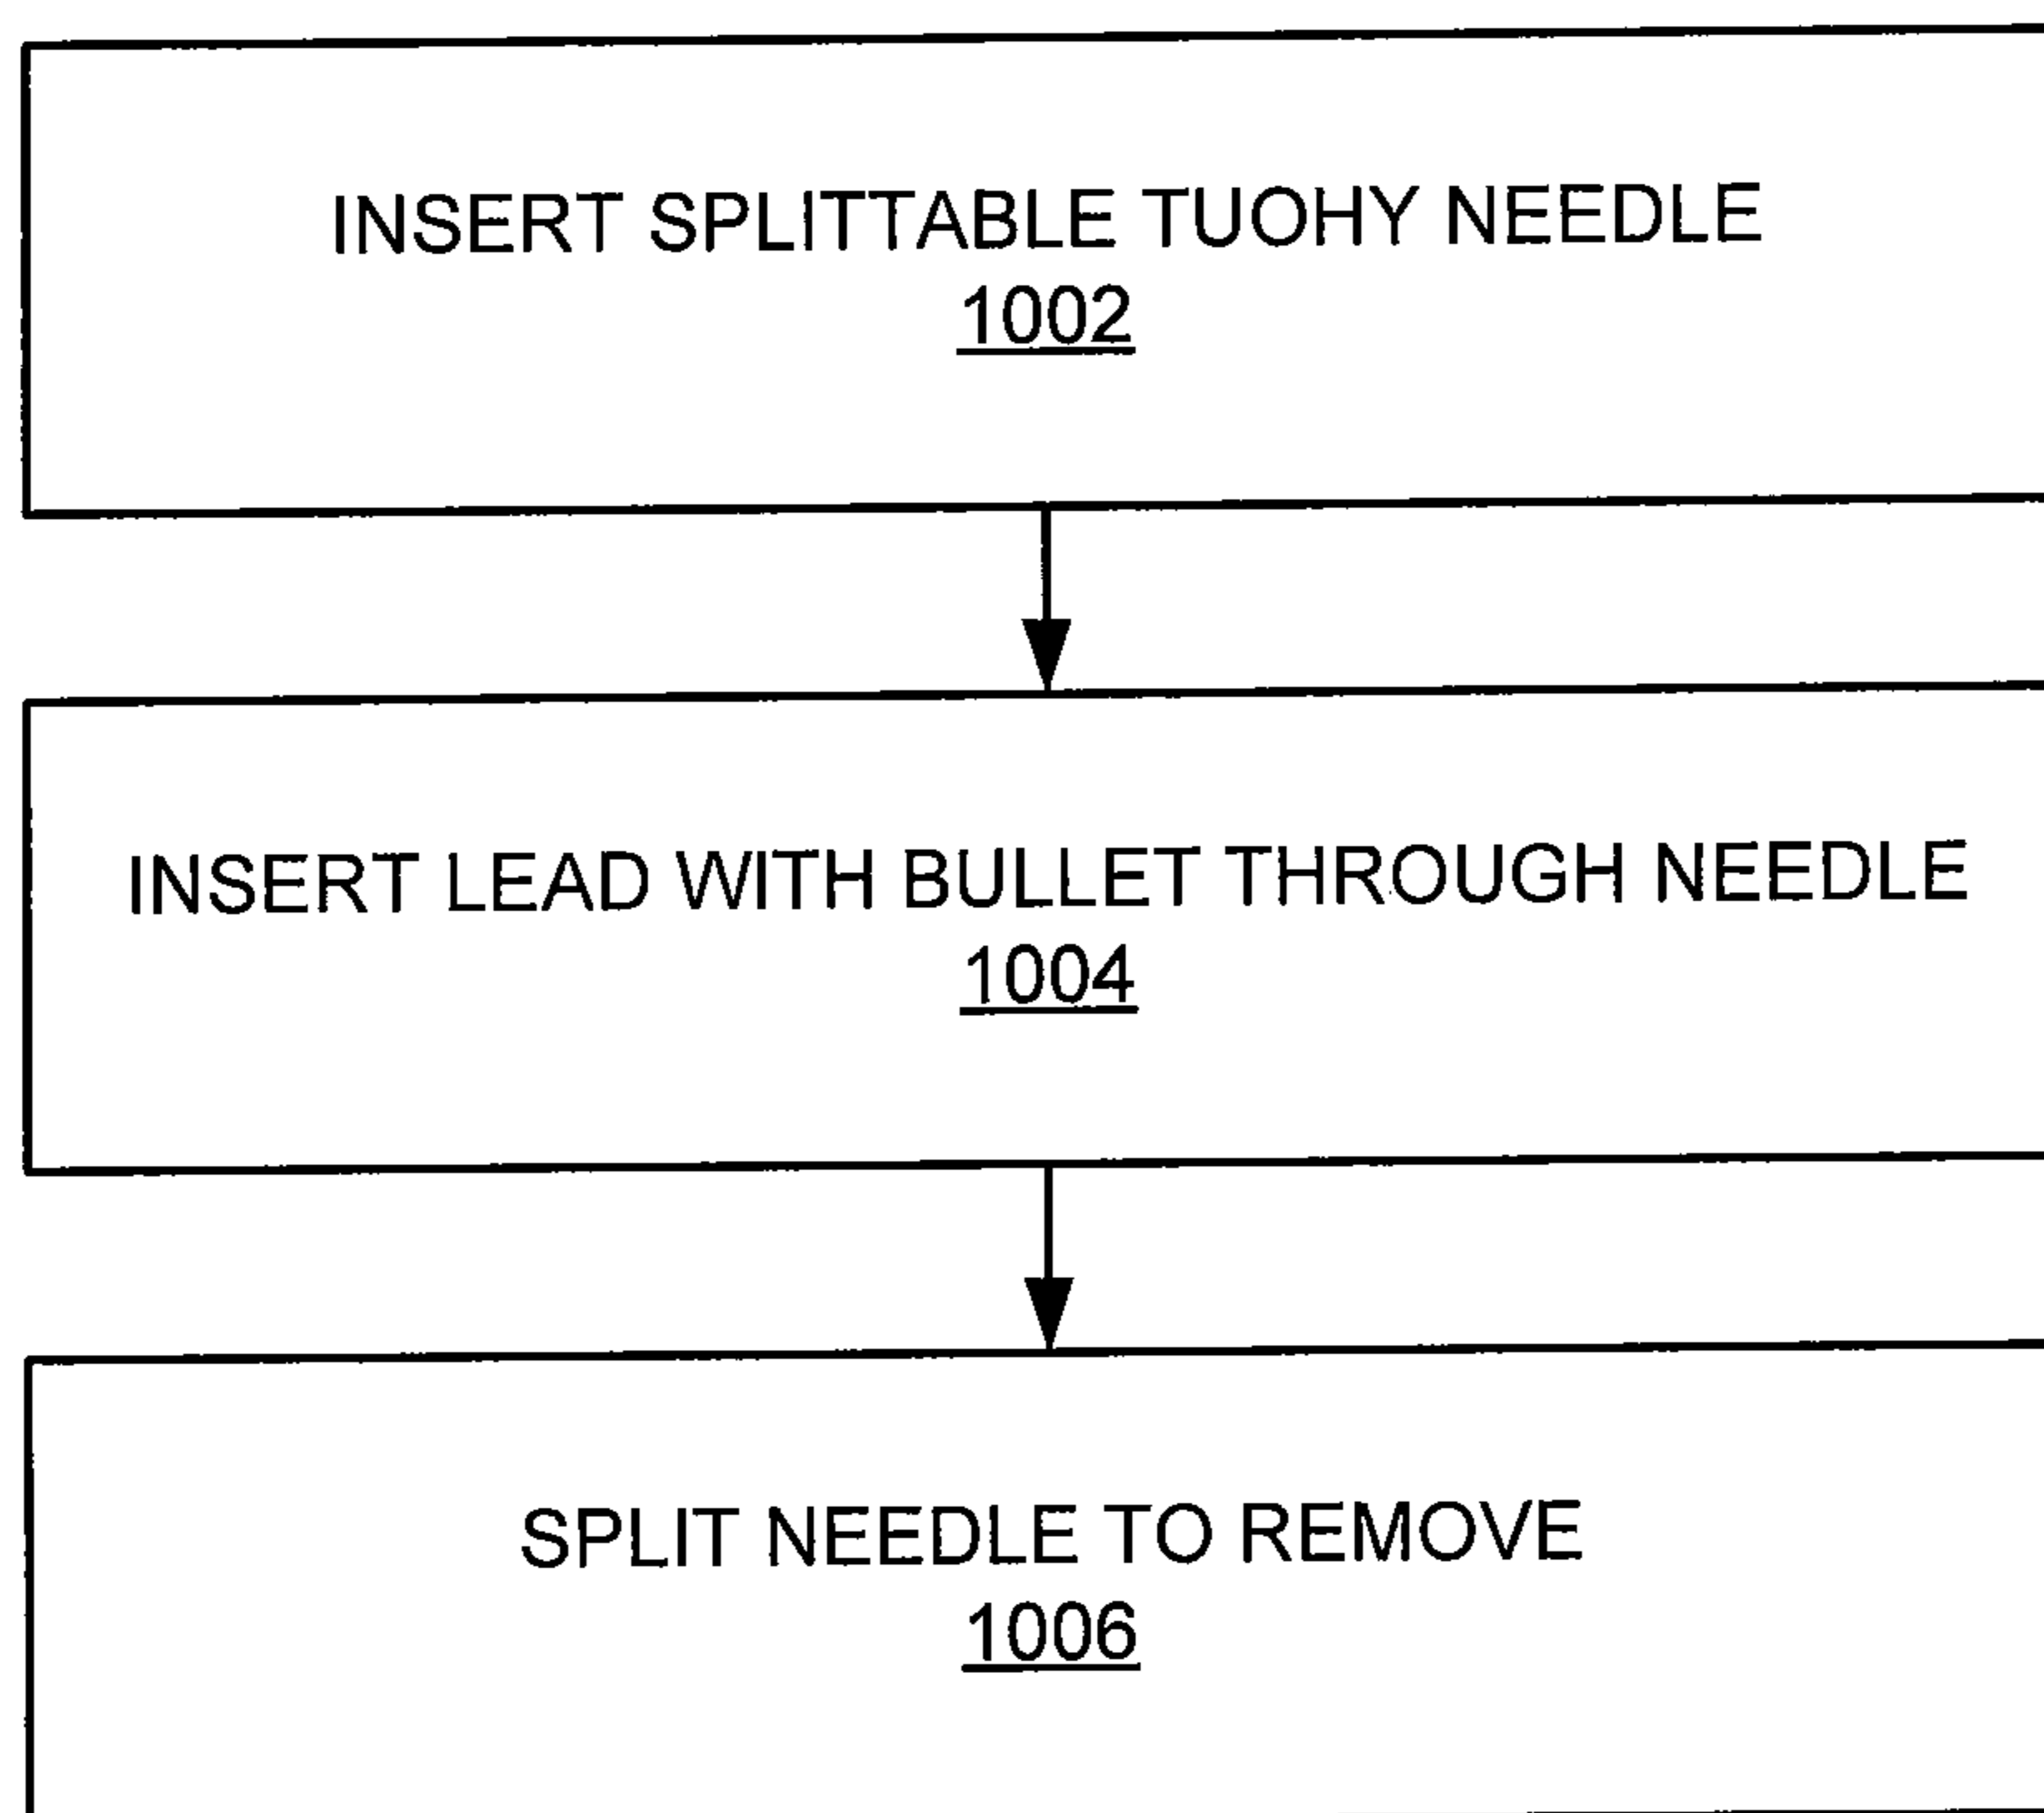 INSERT SPLITTABLE TUOHY NEEDLE
1002
INSERT LEAD WITH BULLET THROUGH NEEDLE
1004
SPLIT NEEDLE TO REMOVE
1006